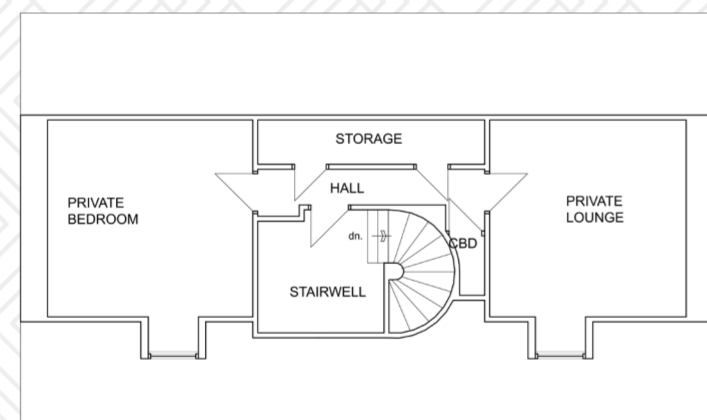 STORAGE
HALL
PRIVATE
BEDROOM
PRIVATE
LOUNGE
dn.
CBD
STAIRWELL